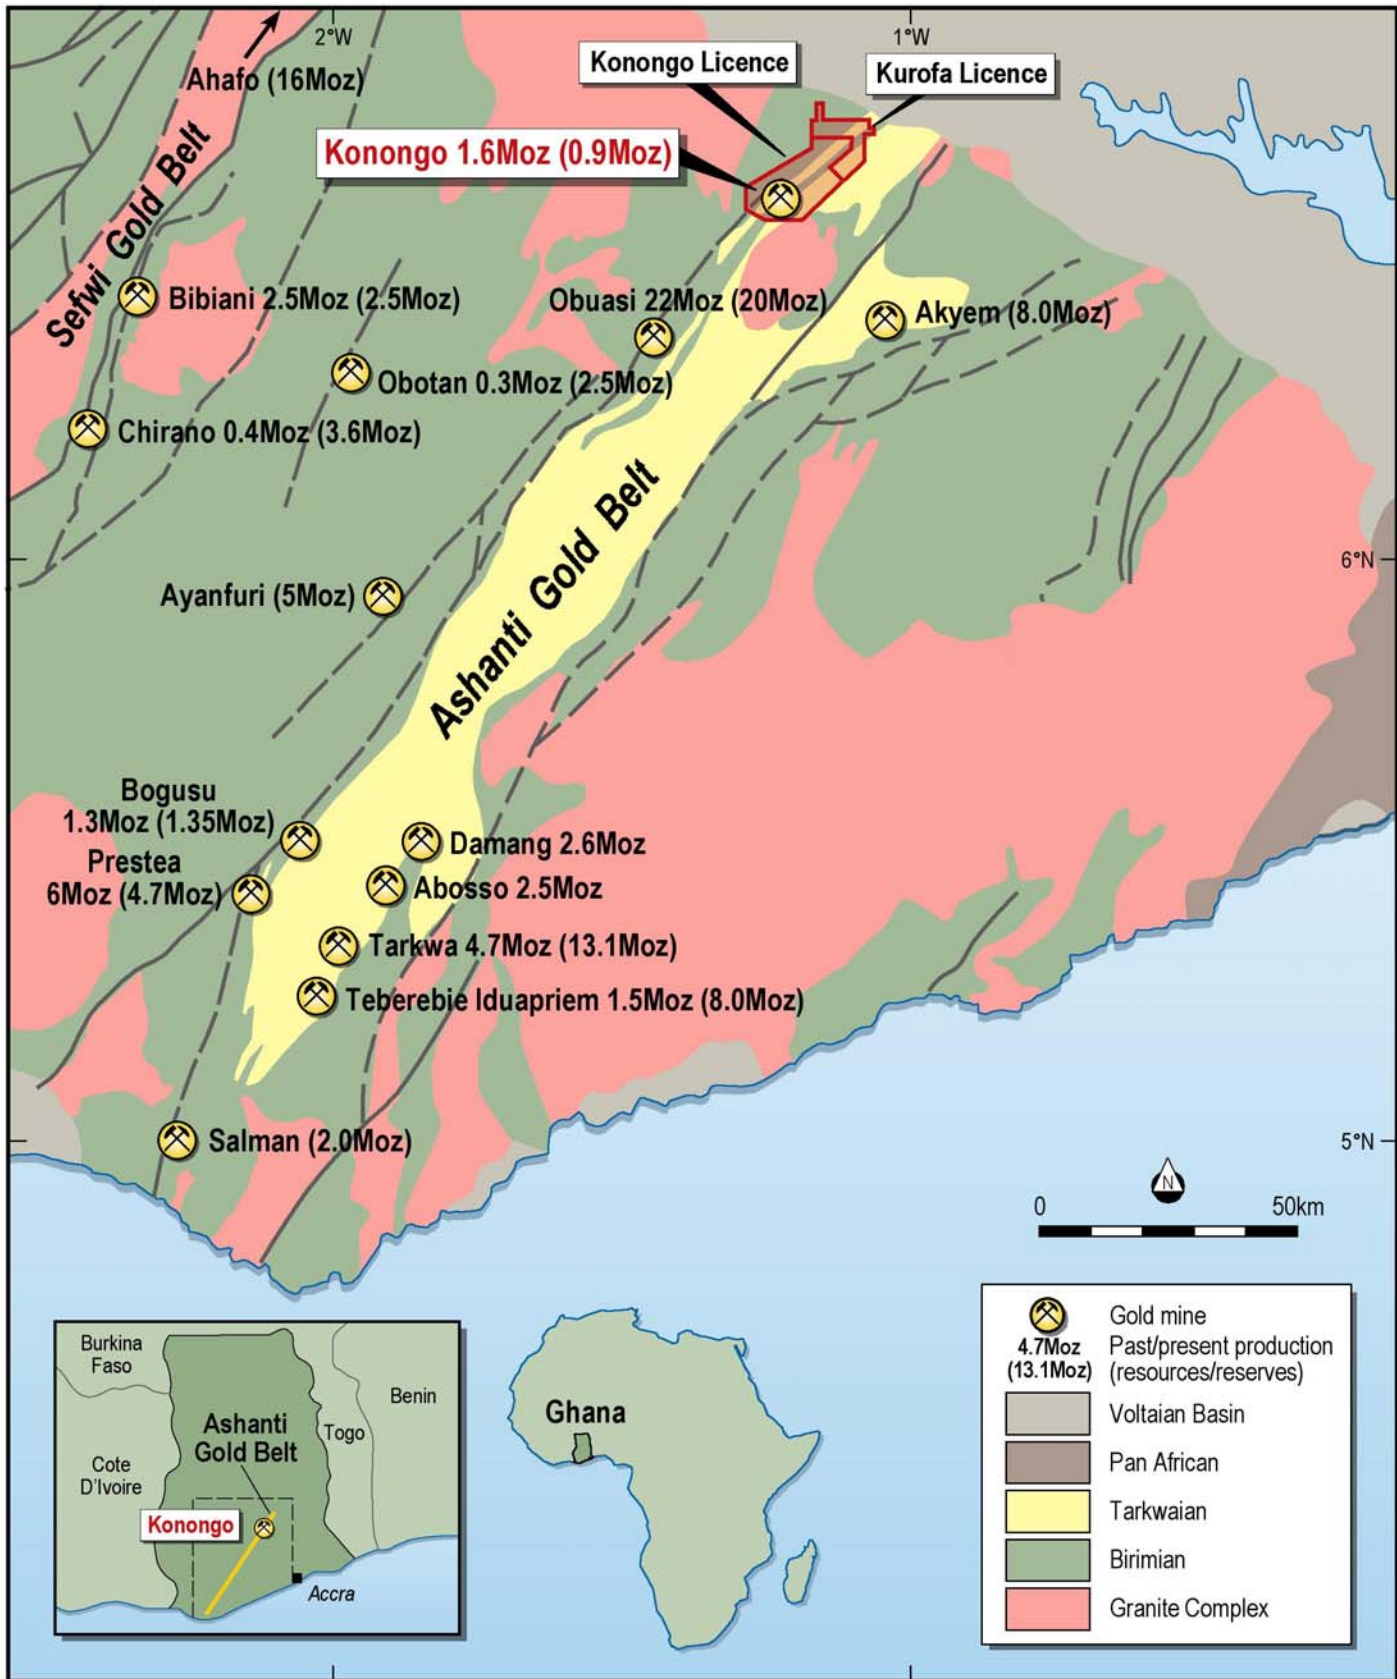 2°W
1°W
Ahafo (16Moz)
Konongo Licence
Kurofa Licence
Konongo 1.6Moz (0.9Moz)
Sefwi Gold Belt
Bibiani 2.5Moz (2.5Moz)
Obuasi 22Moz (20Moz)
Akyem (8.0Moz)
Obotan 0.3Moz (2.5Moz)
Chirano 0.4Moz (3.6Moz)
Ashanti Gold Belt
6°N
Ayanfuri (5Moz)
Bogusu
1.3Moz (1.35Moz)
Prestea
6Moz (4.7Moz)
Damang 2.6Moz
Abosso 2.5Moz
Tarkwa 4.7Moz (13.1Moz)
Teberebie Iduapriem 1.5Moz (8.0Moz)
Salman (2.0Moz)
5°N
N
0
50km
Gold mine
4.7Moz
(13.1Moz)
Past/present production
(resources/reserves)
Voltaian Basin
Pan African
Tarkwaian
Birimian
Granite Complex
Burkina
Faso
Benin
Togo
Ashanti
Gold Belt
Cote
D'Ivoire
Konongo
Accra
Ghana